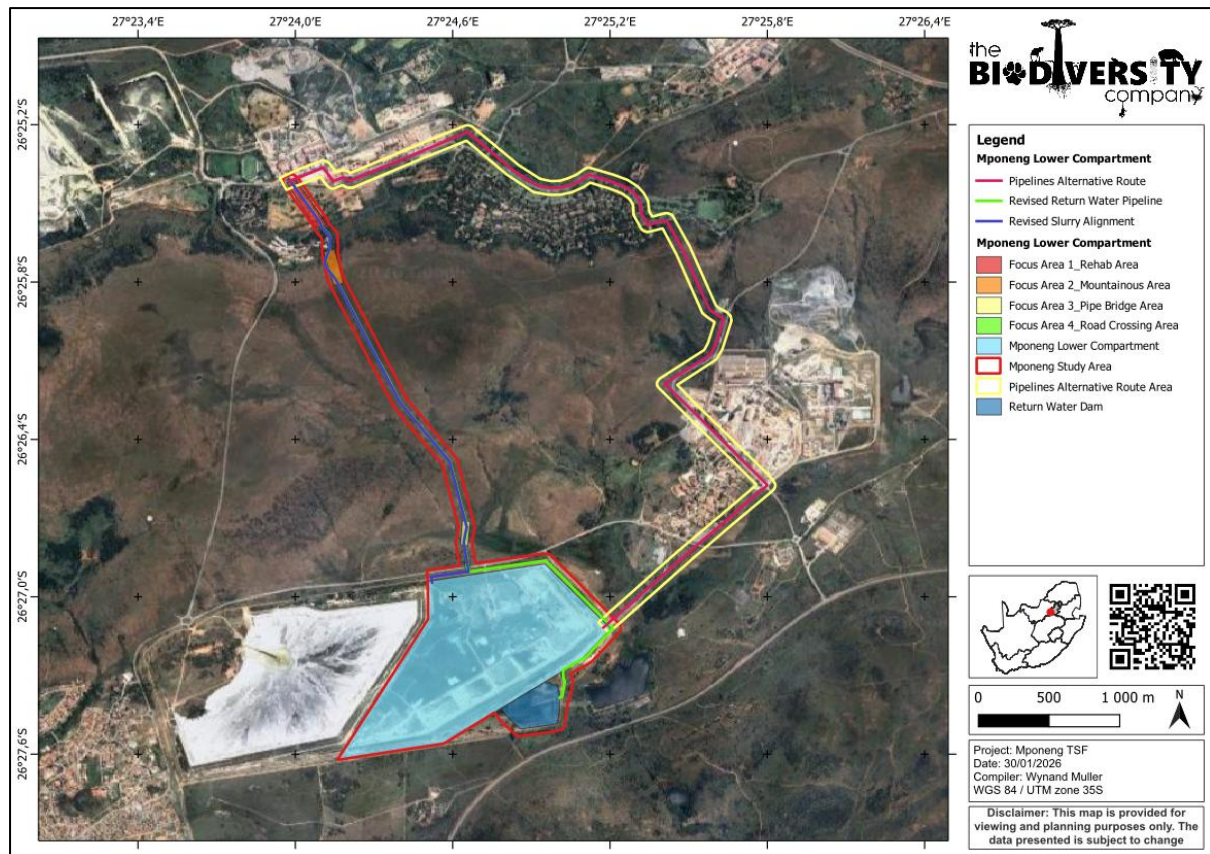 27°23,4'E
27°24,0'E
27°24,6'E
27°25,2'E
27°25,8'E
27°26,4'E
26°25,2'S
26°25,8'S
26°26,4'S
26°27,0'S
26°27,6'S
the
BIODIVERSITY
company
Legend
Mponeng Lower Compartment
Pipelines Alternative Route
Revised Return Water Pipeline
Revised Slurry Alignment
Mponeng Lower Compartment
Focus Area 1_Rehab Area
Focus Area 2_Mountainous Area
Focus Area 3_Pipe Bridge Area
Focus Area 4_Road Crossing Area
Mponeng Lower Compartment
Mponeng Study Area
Pipelines Alternative Route Area
Return Water Dam
0 500 1 000 m
N
Project: Mponeng TSF
Date: 30/01/2026
Compiler: Wynand Muller
WGS 84 / UTM zone 35S
Disclaimer: This map is provided for
viewing and planning purposes only. The
data presented is subject to change